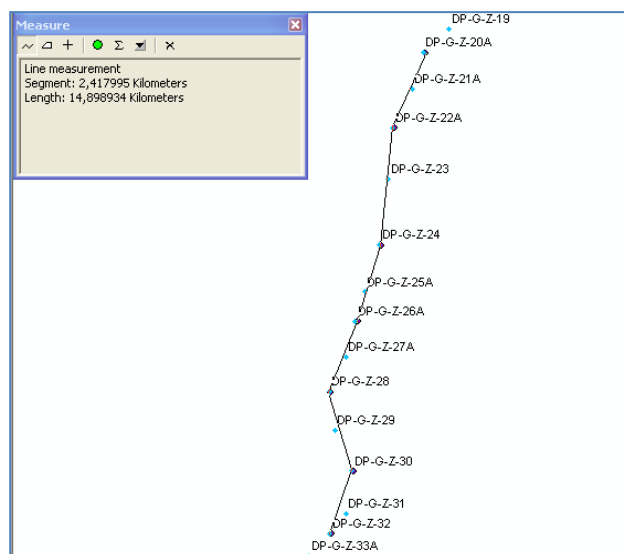 Measure
Line measurement
Segment: 2,417995 Kilometers
Length: 14,898934 Kilometers
DP-G-Z-19
DP-G-Z-20A
DP-G-Z-21A
DP-G-Z-22A
DP-G-Z-23
DP-G-Z-24
DP-G-Z-25A
DP-G-Z-26A
DP-G-Z-27A
DP-G-Z-28
DP-G-Z-29
DP-G-Z-30
DP-G-Z-31
DP-G-Z-32
DP-G-Z-33A